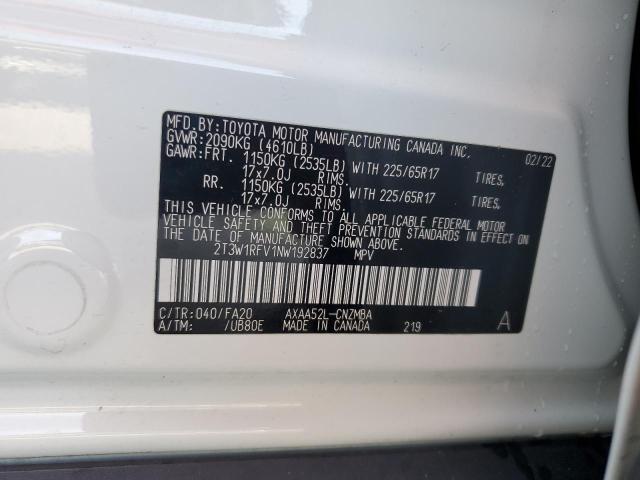 MFD. BY: TOYOTA MOTOR MANUFACTURING CANADA INC. 02/22
GVWR: 2090KG (4610LB)
GAWR: FRT. 1150KG (2535LB) WITH 225/65R17 TIRES,
17x7.0J RIMS.
RR. 1150KG (2535LB) WITH 225/65R17 TIRES,
17x7.0J RIMS.
THIS VEHICLE CONFORMS TO ALL APPLICABLE FEDERAL MOTOR
VEHICLE SAFETY AND THEFT PREVENTION STANDARDS IN EFFECT ON
THE DATE OF MANUFACTURE SHOWN ABOVE.
2T3W1RFV1NW192837 MPV
C/TR: 040/FA20 AXAA52L-CNZMBA
A/TM: /UB80E MADE IN CANADA 219 A